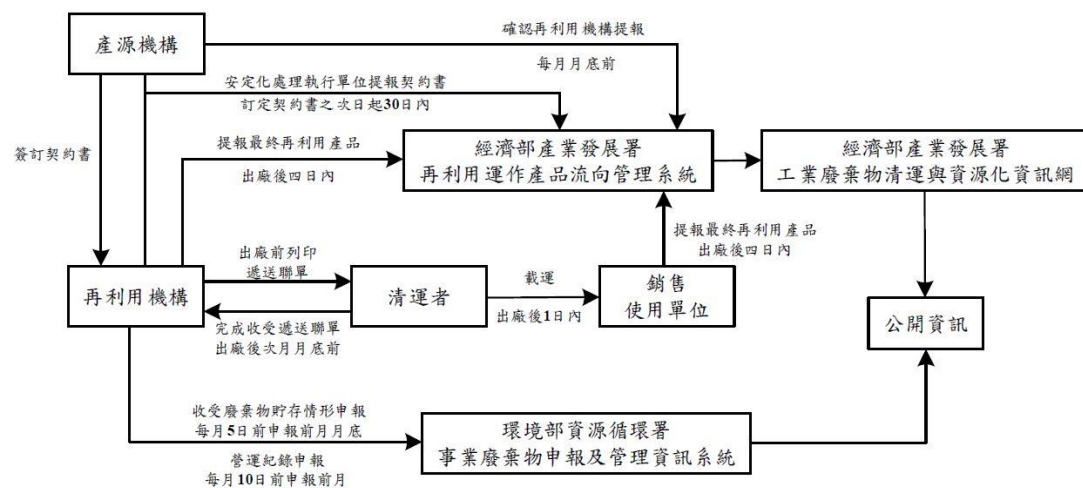 產源機構
確認再利用機構提報
每月月底前
安定化處理執行單位提報契約書
訂定契約書之次日起30日內
簽訂契約書
提報最終再利用產品
出廠後四日內
經濟部產業發展署
再利用運作產品流向管理系統
經濟部產業發展署
工業廢棄物清運與資源化資訊網
提報最終再利用產品
出廠後四日內
出廠前列印
遞送聯單
再利用機構
清運者
載運
出廠後1日內
銷售
使用單位
完成收受遞送聯單
出廠後次月月底前
公開資訊
收受廢棄物貯存情形申報
每月5日前申報前月月底
營運紀錄申報
每月10日前申報前月
環境部資源循環署
事業廢棄物申報及管理資訊系統